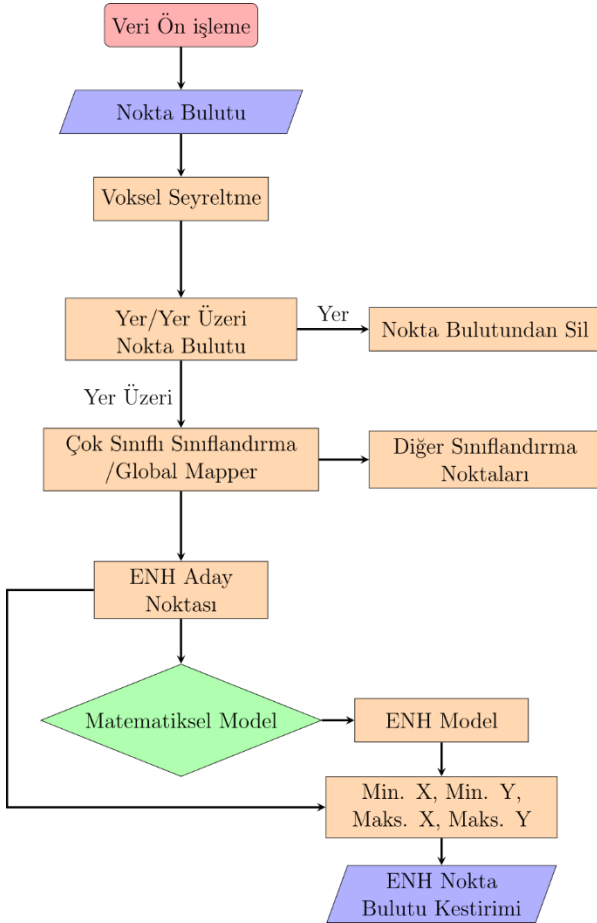 Veri Ön işleme
Nokta Bulutu
Voksel Seyreltme
Yer/Yer Üzeri
Nokta Bulutu
Yer
Nokta Bulutundan Sil
Yer Üzeri
Çok Sınıflı Sınıflandırma
/Global Mapper
Diğer Sınıflandırma
Noktaları
ENH Aday
Noktası
Matematiksel Model
ENH Model
Min. X, Min. Y,
Maks. X, Maks. Y
ENH Nokta
Bulutu Kestirimi